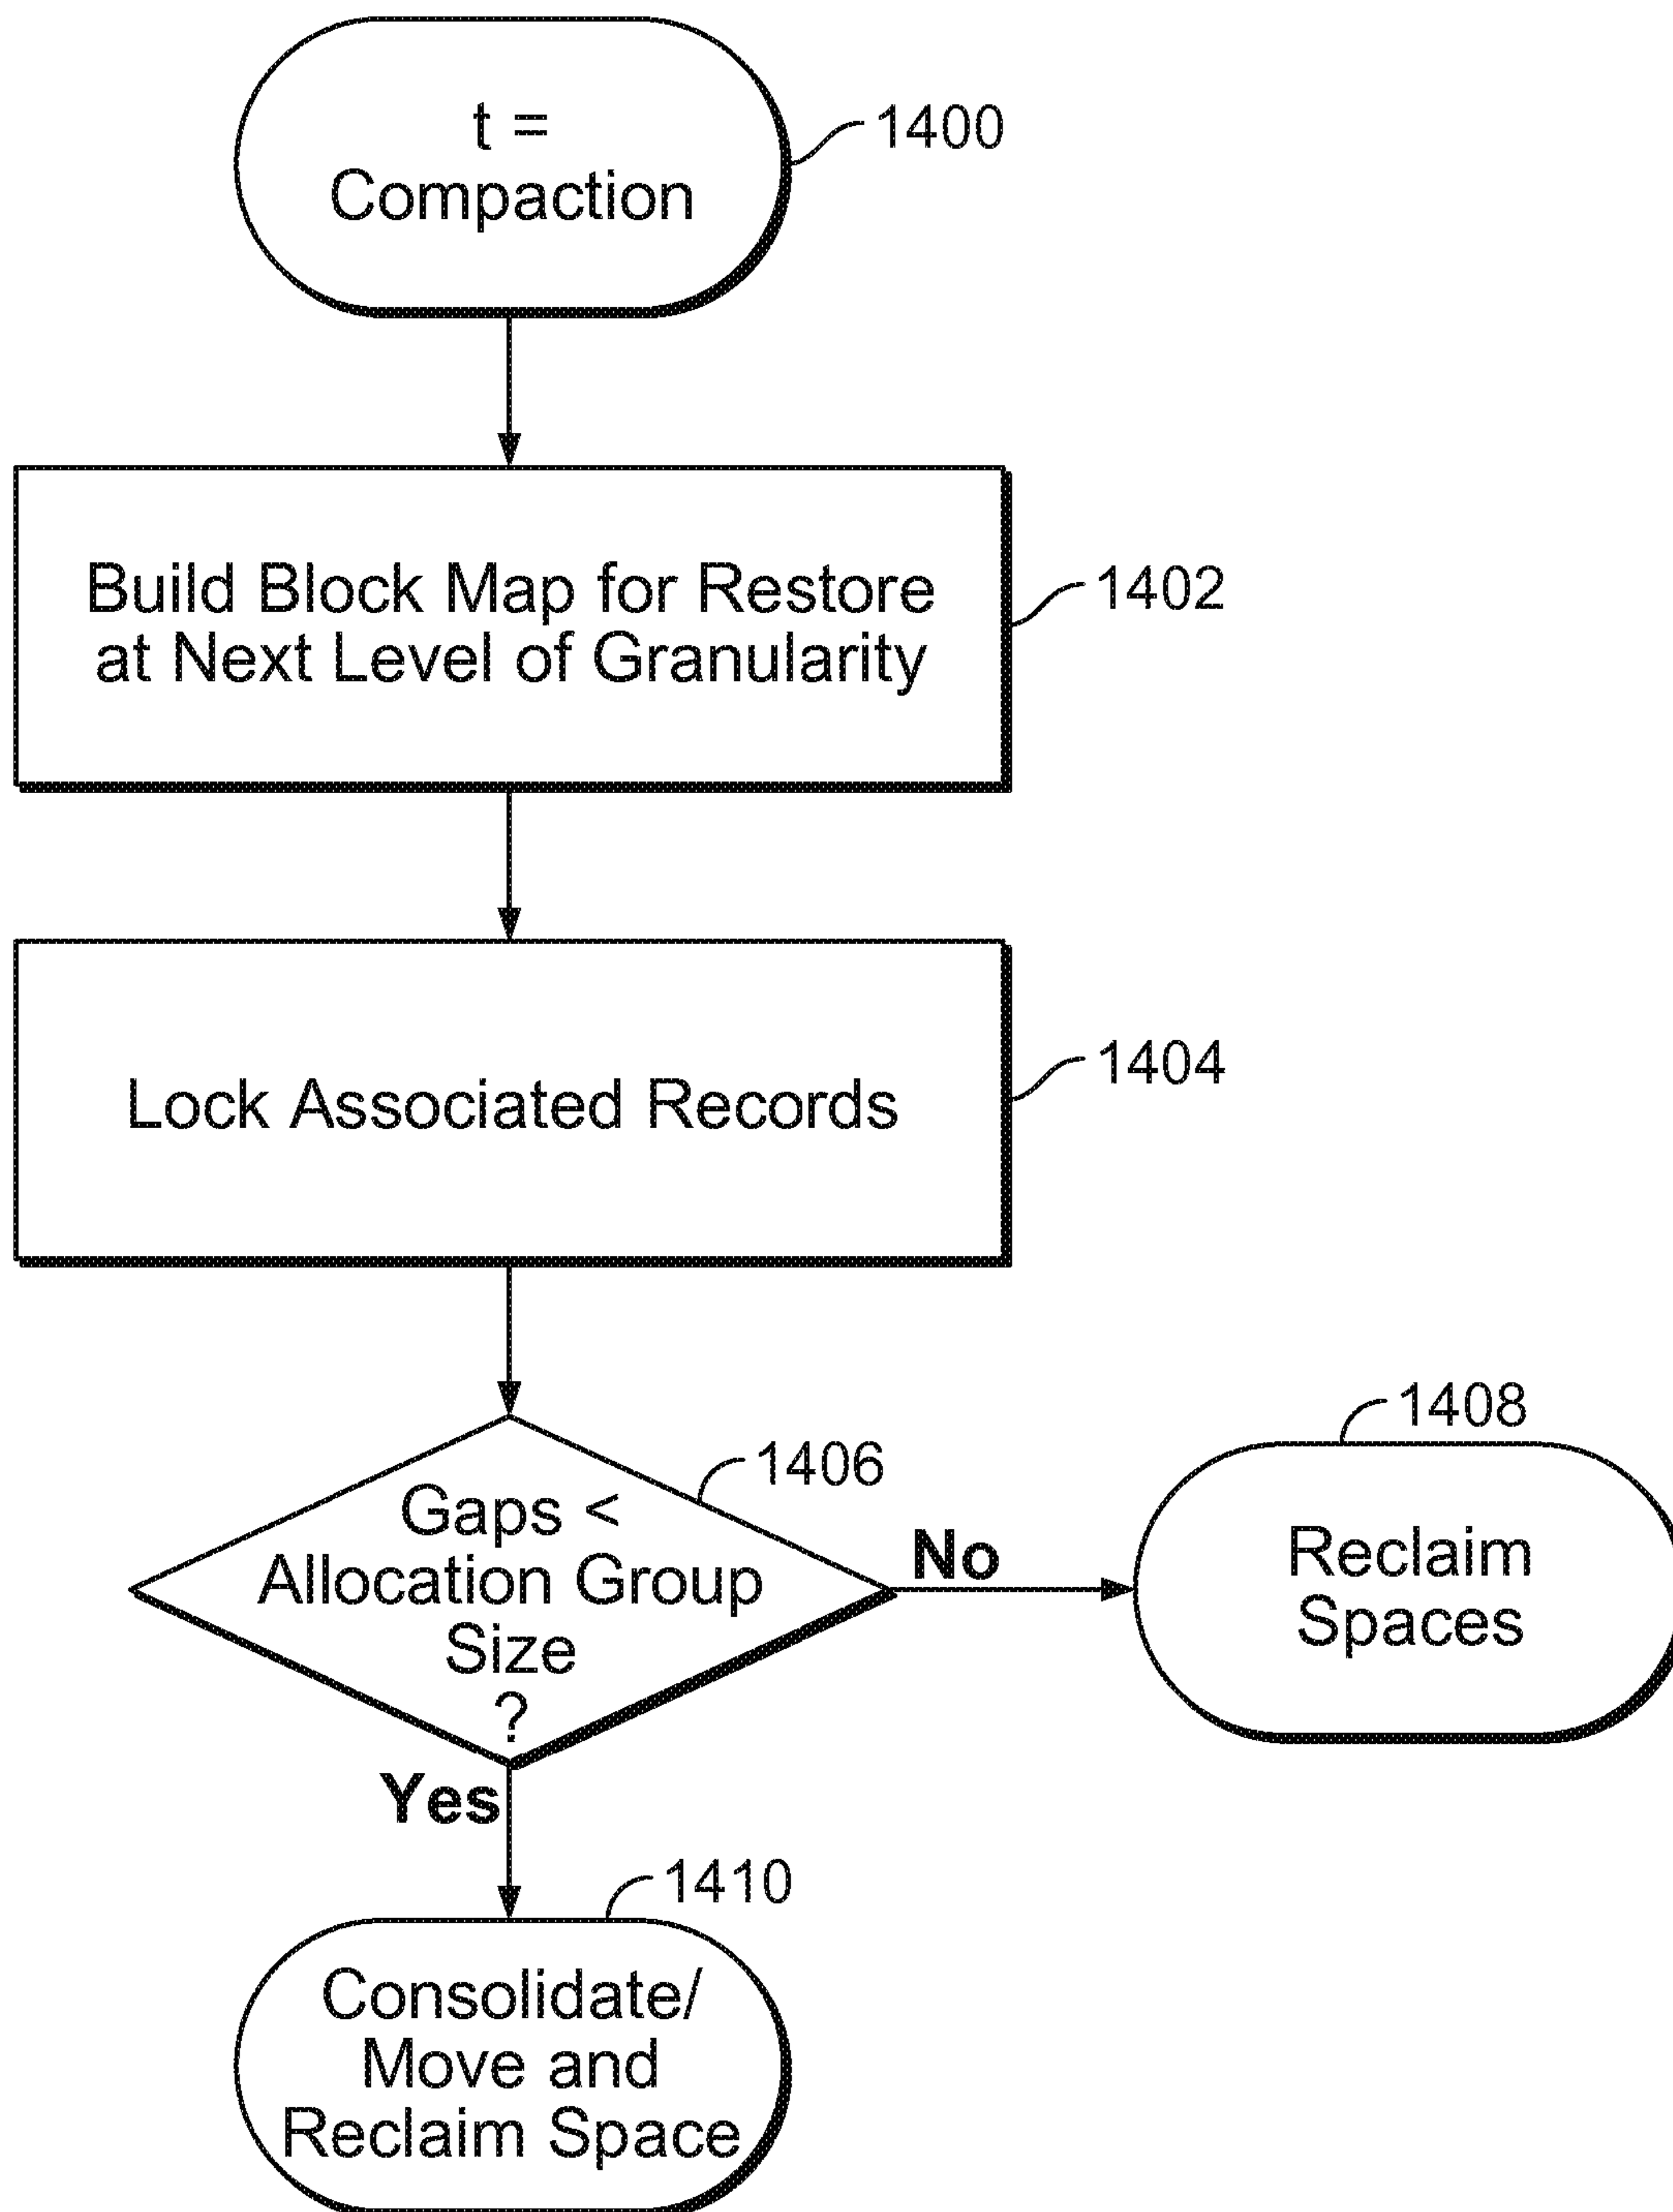 t =
Compaction
1400
Build Block Map for Restore
at Next Level of Granularity
1402
Lock Associated Records
1404
Gaps <
Allocation Group
Size
?
1406
No
1408
Reclaim
Spaces
Yes
1410
Consolidate/
Move and
Reclaim Space